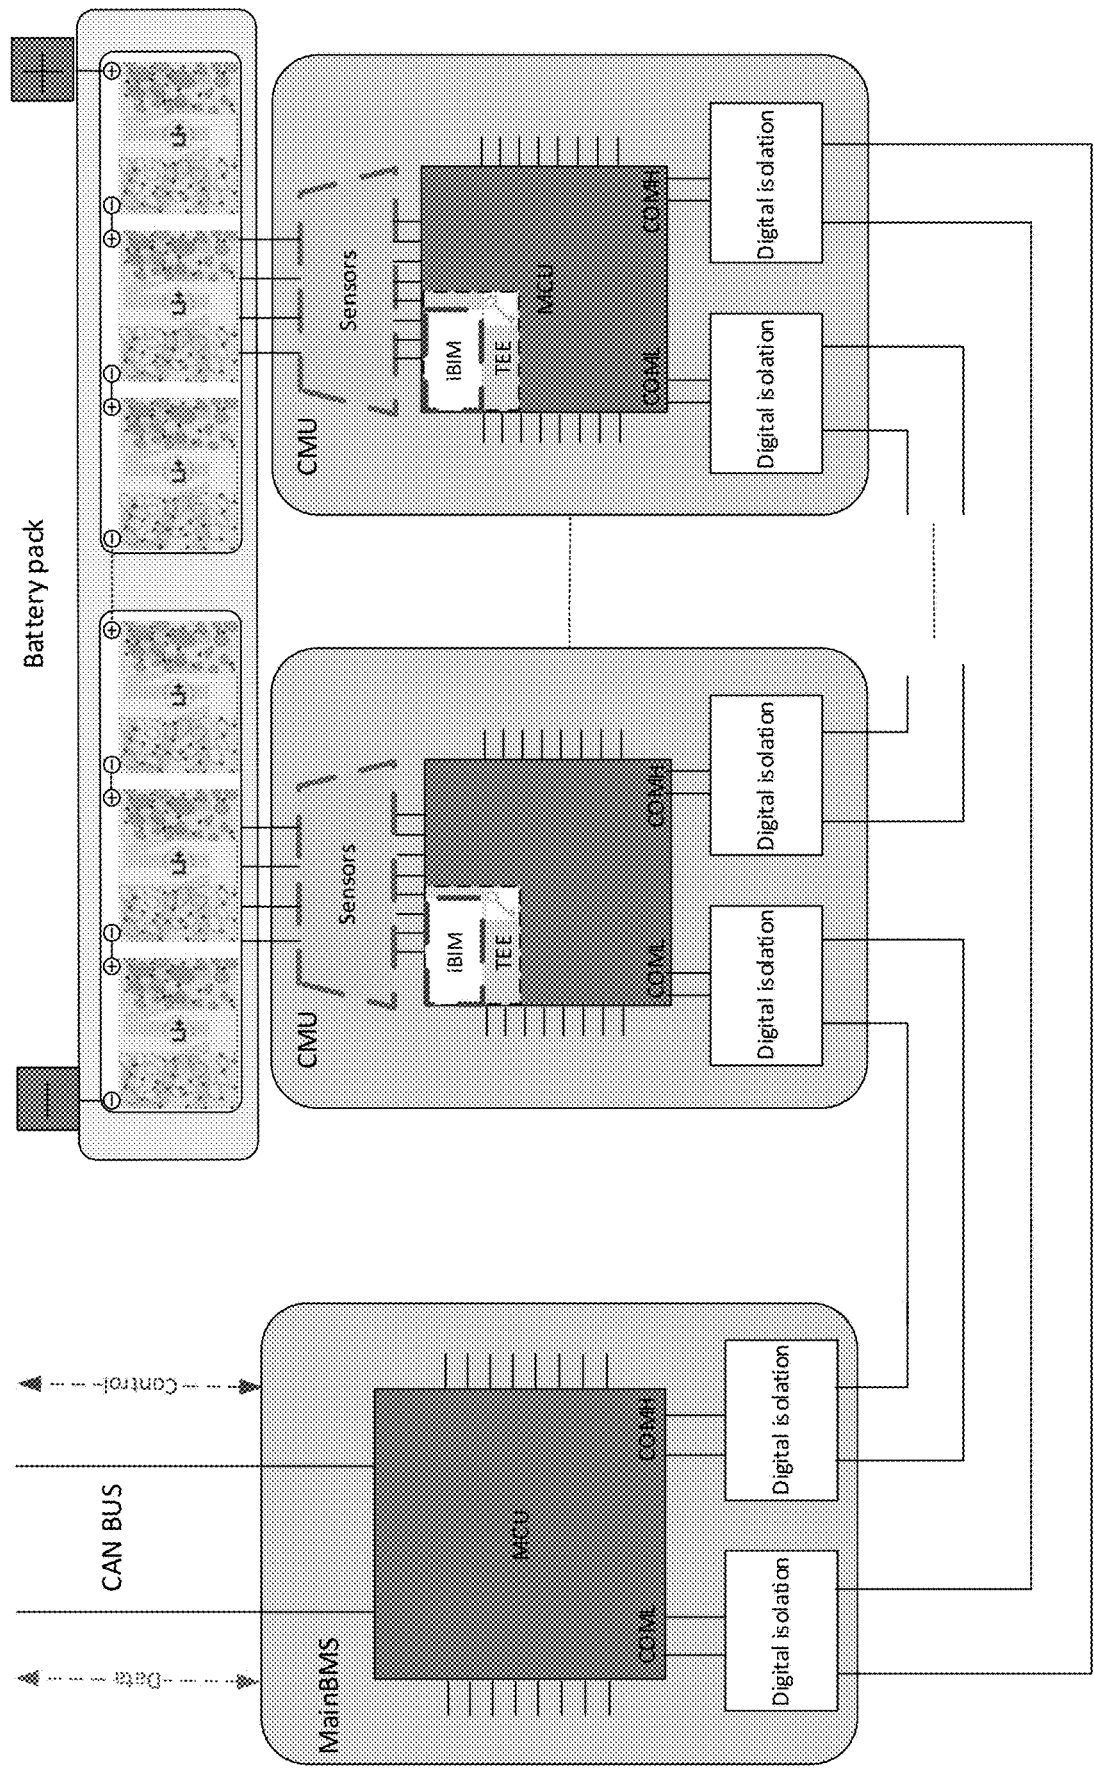 Battery pack
Li+
Li+
Li+
Li+
Li+
Li+
Data
CAN BUS
Control
MainBMS
MCU
COML
COMH
Digital isolation
Digital isolation
CMU
Sensors
iBIM
TEE
COML
COMH
Digital isolation
Digital isolation
CMU
Sensors
iBIM
TEE
MCU
COML
COMH
Digital isolation
Digital isolation